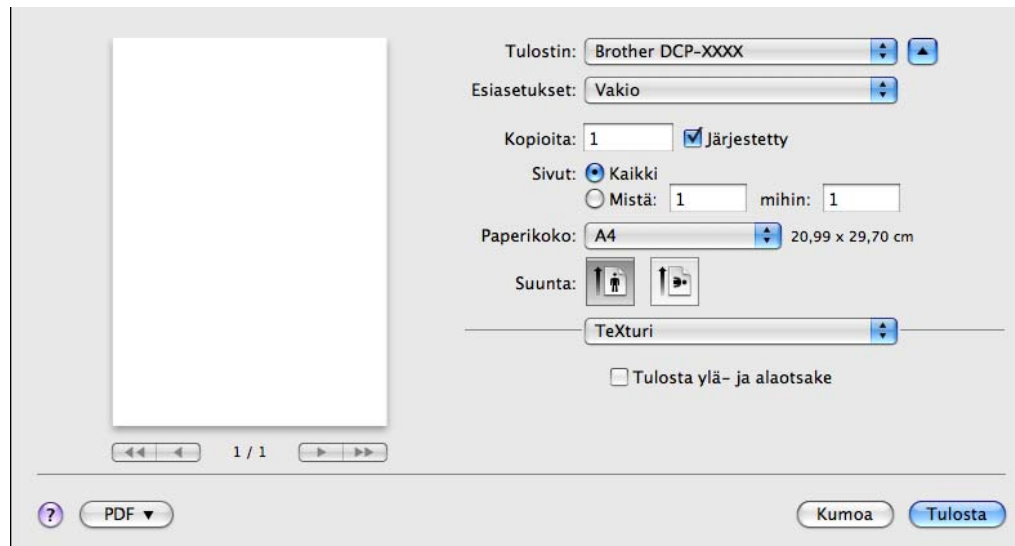 Tulostin: Brother DCP-XXXX
Esiasetukset: Vakio
Kopioita: 1 Järjestetty
Sivut: Kaikki
Mistä: 1 mihin: 1
Paperikoko: A4 20,99 x 29,70 cm
Suunta:
TeXturi
Tulosta ylä- ja alaotsake
1 / 1
? PDF ▼ Kumoa Tulosta